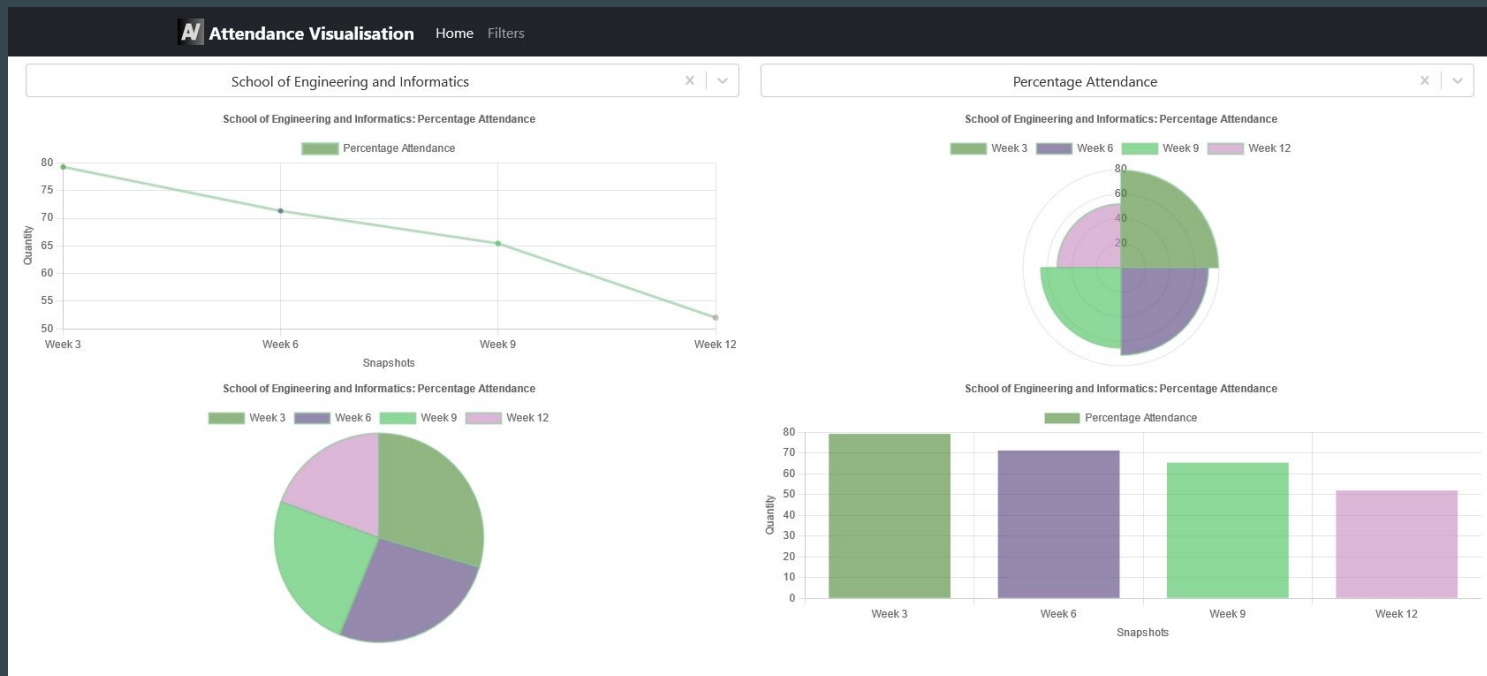 AV Attendance Visualisation Home Filters
School of Engineering and Informatics
Percentage Attendance
School of Engineering and Informatics: Percentage Attendance
Percentage Attendance
80
75
70
65
60
55
50
Quantity
Week 3 Week 6 Week 9 Week 12
Snapshots
School of Engineering and Informatics: Percentage Attendance
Week 3 Week 6 Week 9 Week 12
80
60
40
20
School of Engineering and Informatics: Percentage Attendance
Week 3 Week 6 Week 9 Week 12
School of Engineering and Informatics: Percentage Attendance
Percentage Attendance
80
70
60
50
40
30
20
10
0
Quantity
Week 3 Week 6 Week 9 Week 12
Snapshots